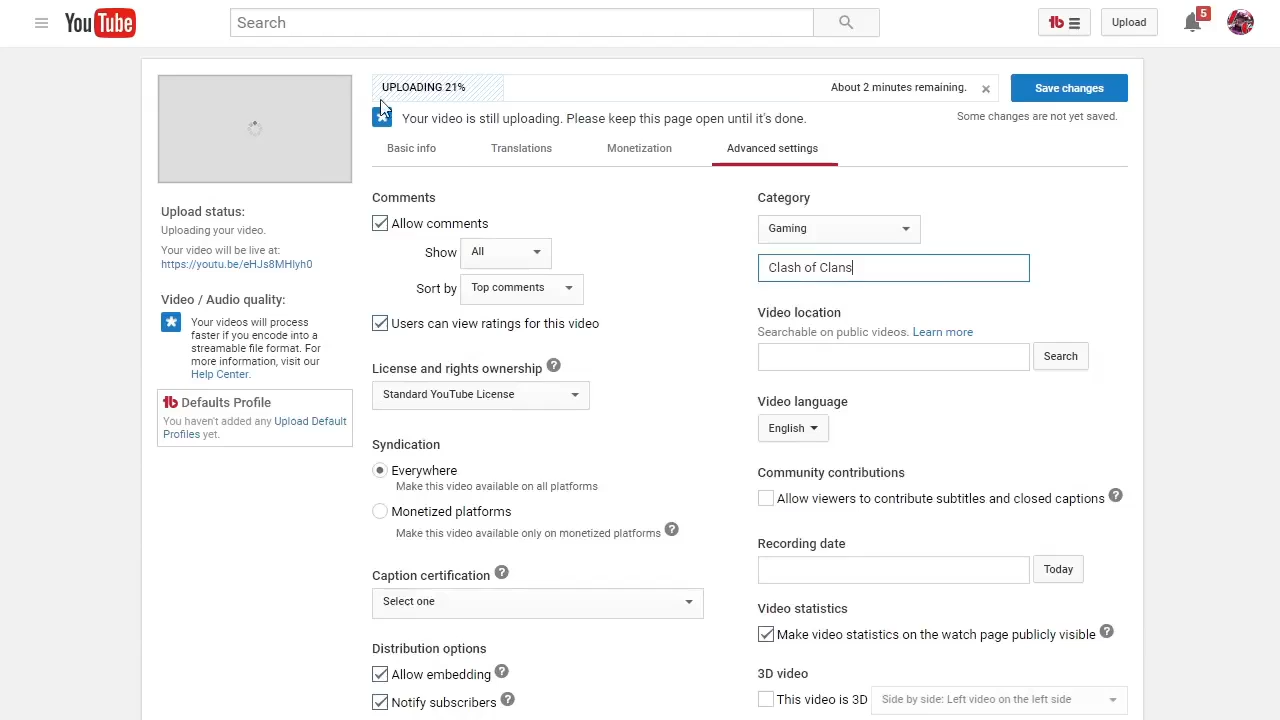 YouTube
Search
Upload
5
UPLOADING 21%
About 2 minutes remaining.
Save changes
Your video is still uploading. Please keep this page open until it's done.
Some changes are not yet saved.
Basic info
Translations
Monetization
Advanced settings
Upload status:
Uploading your video.
Your video will be live at:
https://youtu.be/eHJs8MHIyh0
Video / Audio quality:
Your videos will process
faster if you encode into a
streamable file format. For
more information, visit our
Help Center.
tb Defaults Profile
You haven't added any Upload Default
Profiles yet.
Comments
Allow comments
Show All
Sort by Top comments
Users can view ratings for this video
License and rights ownership ?
Standard YouTube License
Syndication
Everywhere
Make this video available on all platforms
Monetized platforms
Make this video available only on monetized platforms ?
Caption certification ?
Select one
Distribution options
Allow embedding ?
Notify subscribers ?
Category
Gaming
Clash of Clans
Video location
Searchable on public videos. Learn more
Search
Video language
English
Community contributions
Allow viewers to contribute subtitles and closed captions ?
Recording date
Today
Video statistics
Make video statistics on the watch page publicly visible ?
3D video
This video is 3D Side by side: Left video on the left side